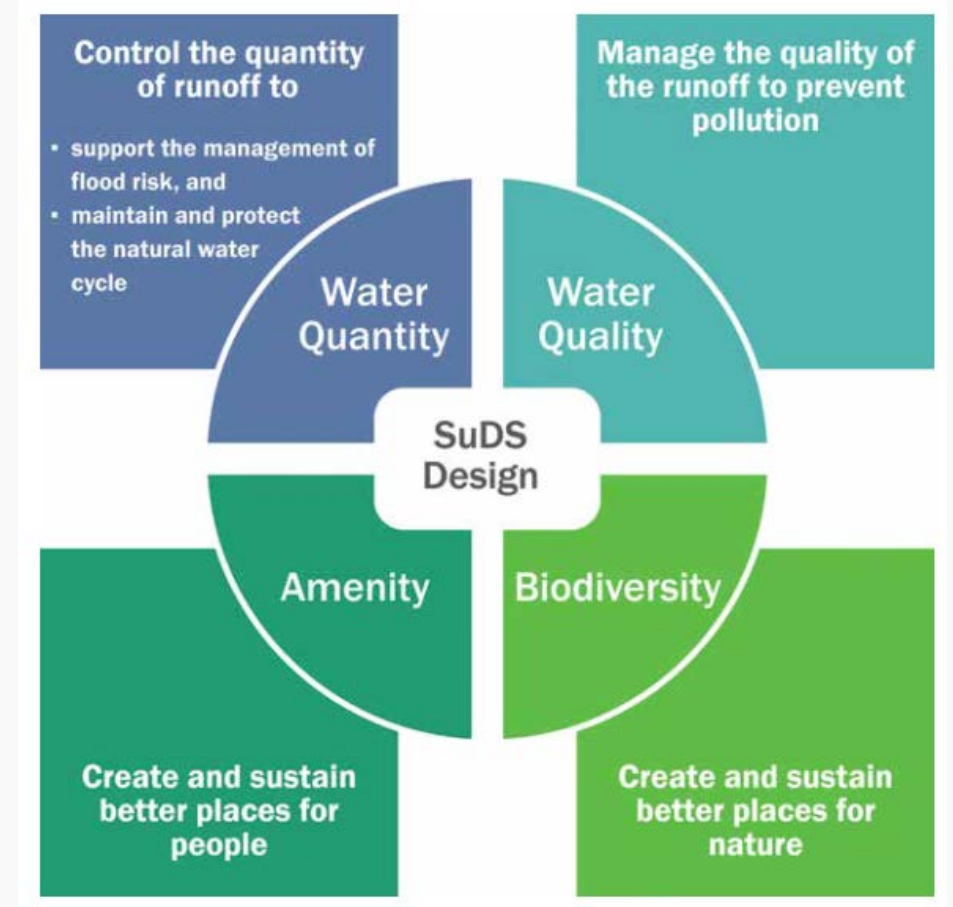 Control the quantity
of runoff to
• support the management of
flood risk, and
• maintain and protect
the natural water
cycle
Manage the quality of
the runoff to prevent
pollution
Water
Quantity
Water
Quality
SuDS
Design
Amenity
Biodiversity
Create and sustain
better places for
people
Create and sustain
better places for
nature